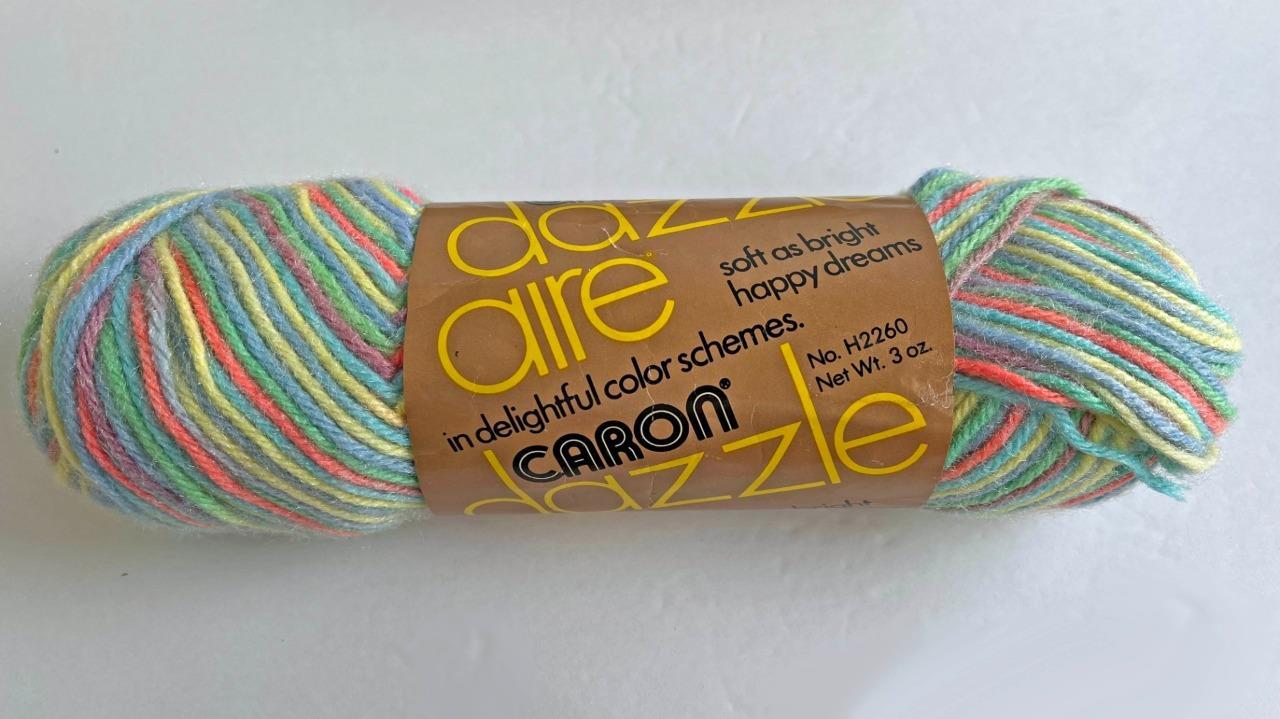 dazzle
aire
soft as bright
happy dreams
in delightful color schemes.
No. H2260
Net Wt. 3 oz.
CARON®
dazzle
bright